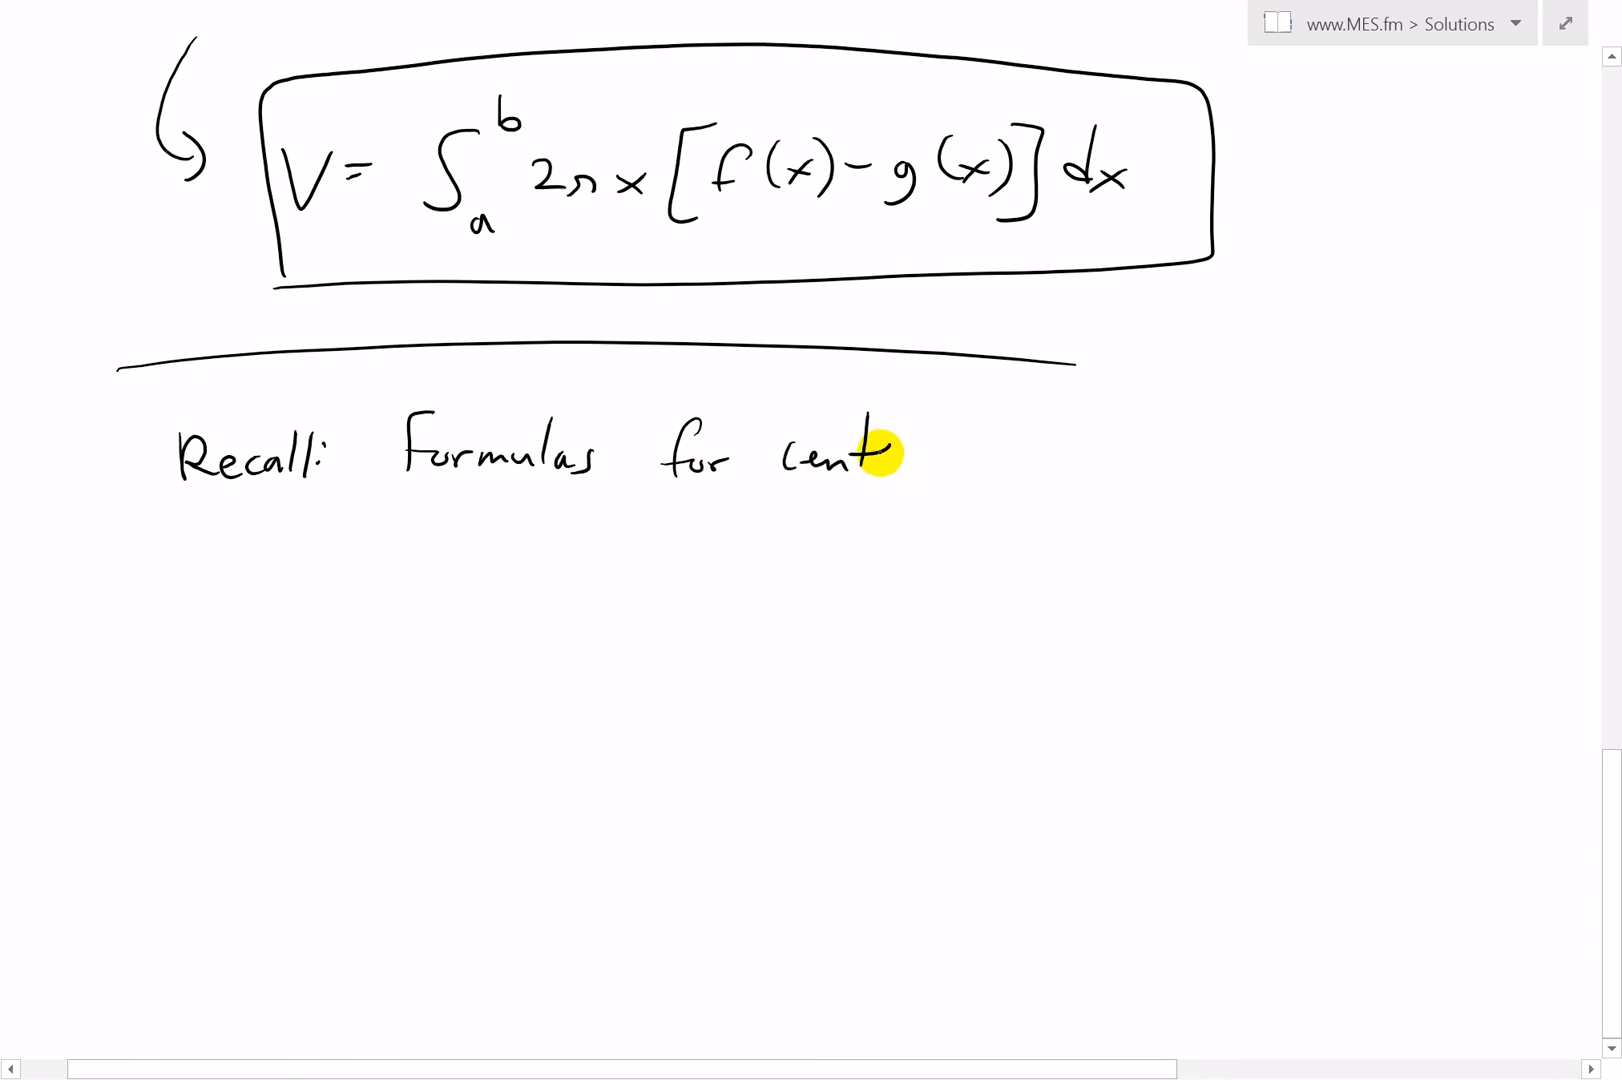 www.MES.fm > Solutions
V = ∫_a^b 2π x [f(x) - g(x)] dx
Recall: Formulas for cent